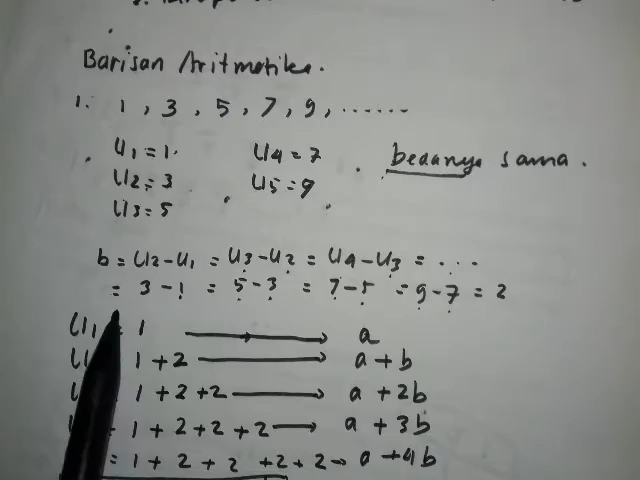 Barisan Aritmatika.
1. 1, 3, 5, 7, 9, .......
U1 = 1. U4 = 7
bedanya sama.
U2 = 3 U5 = 9
U3 = 5
b = U2 - U1 = U3 - U2 = U4 - U3 = ....
= 3 - 1 = 5 - 3 = 7 - 5 = 9 - 7 = 2
U1 = 1 → a
1 + 2 → a + b
1 + 2 + 2 → a + 2b
1 + 2 + 2 + 2 → a + 3b
= 1 + 2 + 2 + 2 + 2 → a + 4b